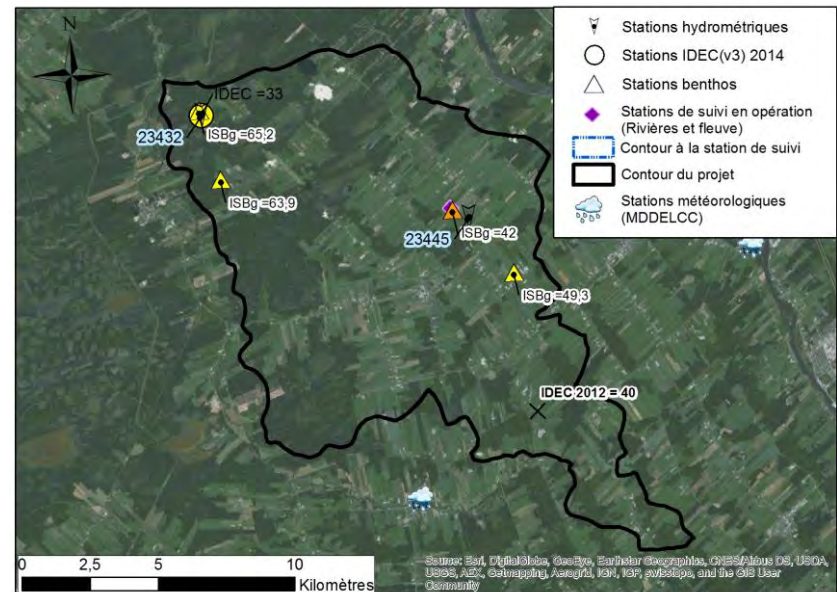 N
IDEC =33
23432
ISBg =65,2
ISBg =63,9
23445
ISBg =42
ISBg =49,3
IDEC 2012 = 40
Stations hydrométriques
Stations IDEC(v3) 2014
Stations benthos
Stations de suivi en opération
(Rivières et fleuve)
Contour à la station de suivi
Contour du projet
Stations météorologiques
(MDDELCC)
0 2,5 5 10
Kilomètres
Source: Esri, DigitalGlobe, GeoEye, Earthstar Geographics, CNES/Airbus DS, USDA,
USGS, AEX, Getmapping, Aerogrid, IGN, IGP, swisstopo, and the GIS User
Community